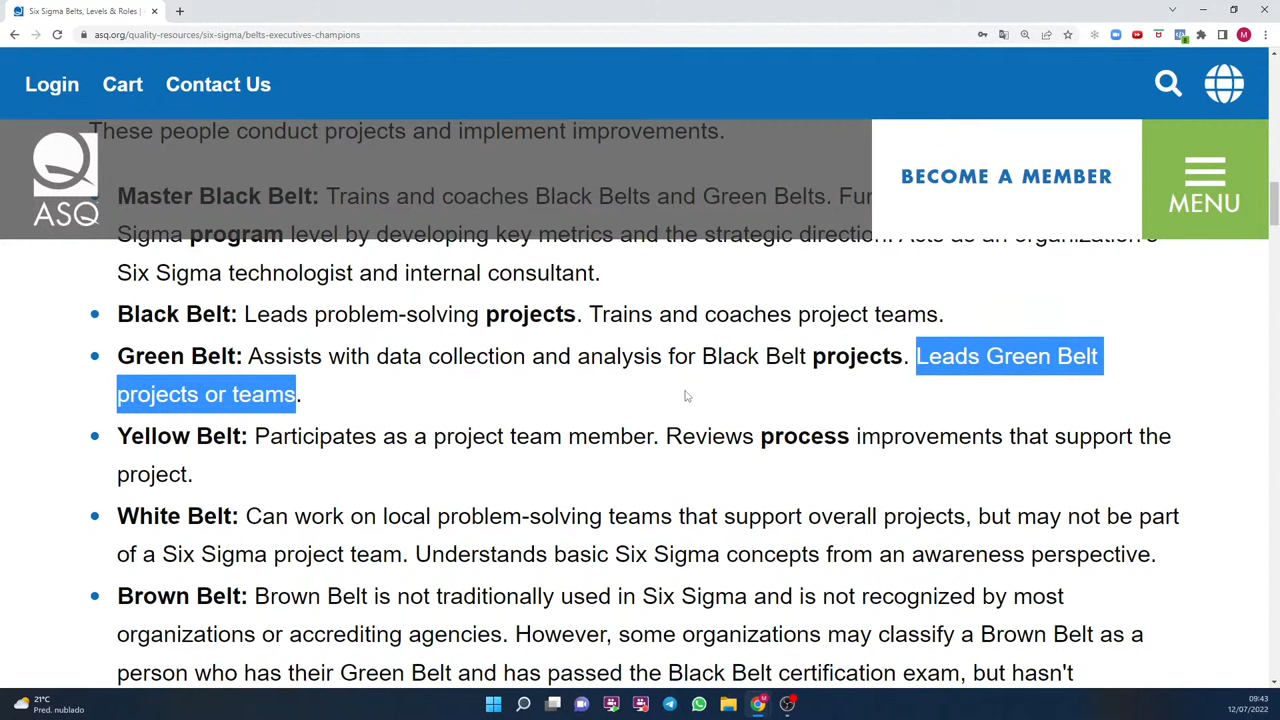 Six Sigma Belts, Levels & Roles |
asq.org/quality-resources/six-sigma/belts-executives-champions
M
Login Cart Contact Us
These people conduct projects and implement improvements.
ASQ
BECOME A MEMBER
MENU
Master Black Belt: Trains and coaches Black Belts and Green Belts. Fur
Sigma program level by developing key metrics and the strategic direction. Acts as an organization's
Six Sigma technologist and internal consultant.
Black Belt: Leads problem-solving projects. Trains and coaches project teams.
Green Belt: Assists with data collection and analysis for Black Belt projects. Leads Green Belt
projects or teams.
Yellow Belt: Participates as a project team member. Reviews process improvements that support the
project.
White Belt: Can work on local problem-solving teams that support overall projects, but may not be part
of a Six Sigma project team. Understands basic Six Sigma concepts from an awareness perspective.
Brown Belt: Brown Belt is not traditionally used in Six Sigma and is not recognized by most
organizations or accrediting agencies. However, some organizations may classify a Brown Belt as a
person who has their Green Belt and has passed the Black Belt certification exam, but hasn't
21°C
Pred. nublado
09:43
12/07/2022